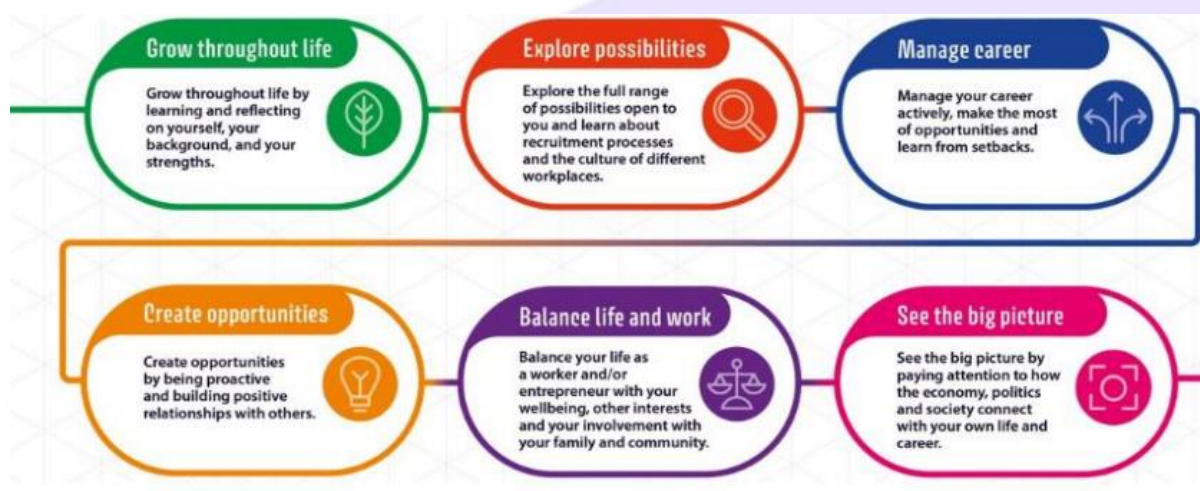 Grow throughout life
Grow throughout life by
learning and reflecting
on yourself, your
background, and your
strengths.
Explore possibilities
Explore the full range
of possibilities open to
you and learn about
recruitment processes
and the culture of different
workplaces.
Manage career
Manage your career
actively, make the most
of opportunities and
learn from setbacks.
Create opportunities
Create opportunities
by being proactive
and building positive
relationships with others.
Balance life and work
Balance your life as
a worker and/or
entrepreneur with your
wellbeing, other interests
and your involvement with
your family and community.
See the big picture
See the big picture by
paying attention to how
the economy, politics
and society connect
with your own life and
career.